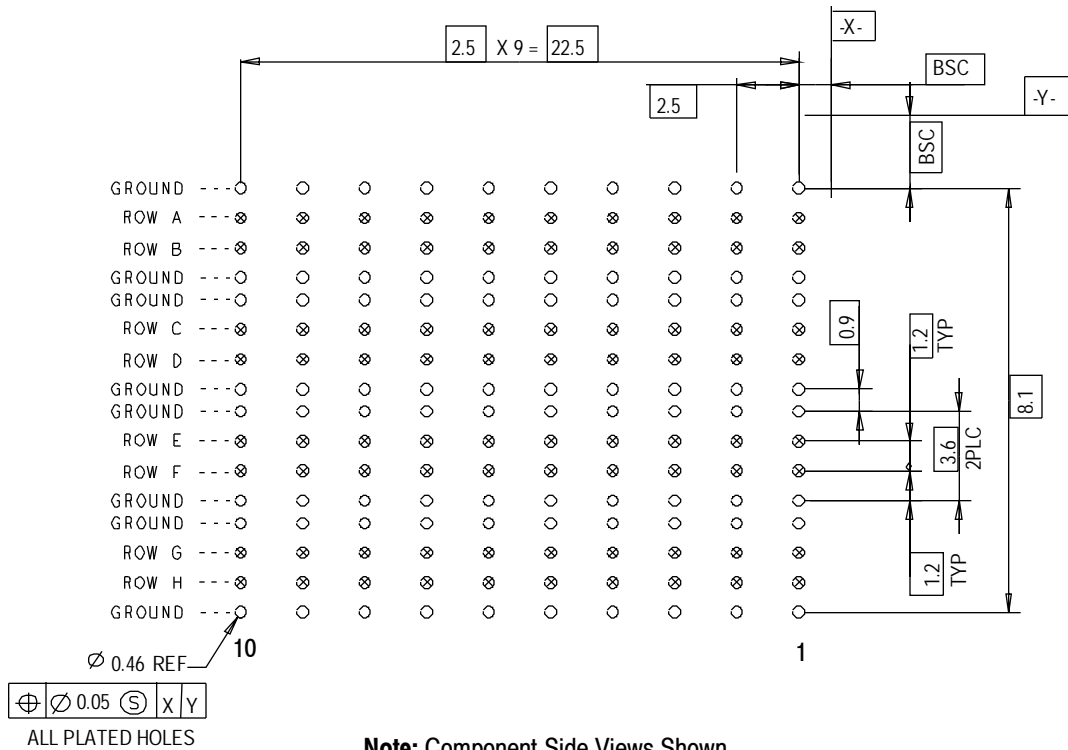 -X-
2.5 X 9 = 22.5
BSC
2.5
-Y-
BSC
GROUND
ROW A
ROW B
GROUND
GROUND
ROW C
0.9
1.2 TYP
ROW D
GROUND
8.1
GROUND
ROW E
3.6 2PLC
ROW F
GROUND
GROUND
ROW G
1.2 TYP
ROW H
GROUND
10
1
Ø 0.46 REF
⌖ Ø 0.05 Ⓢ X Y
ALL PLATED HOLES
Note: Component Side Views Shown